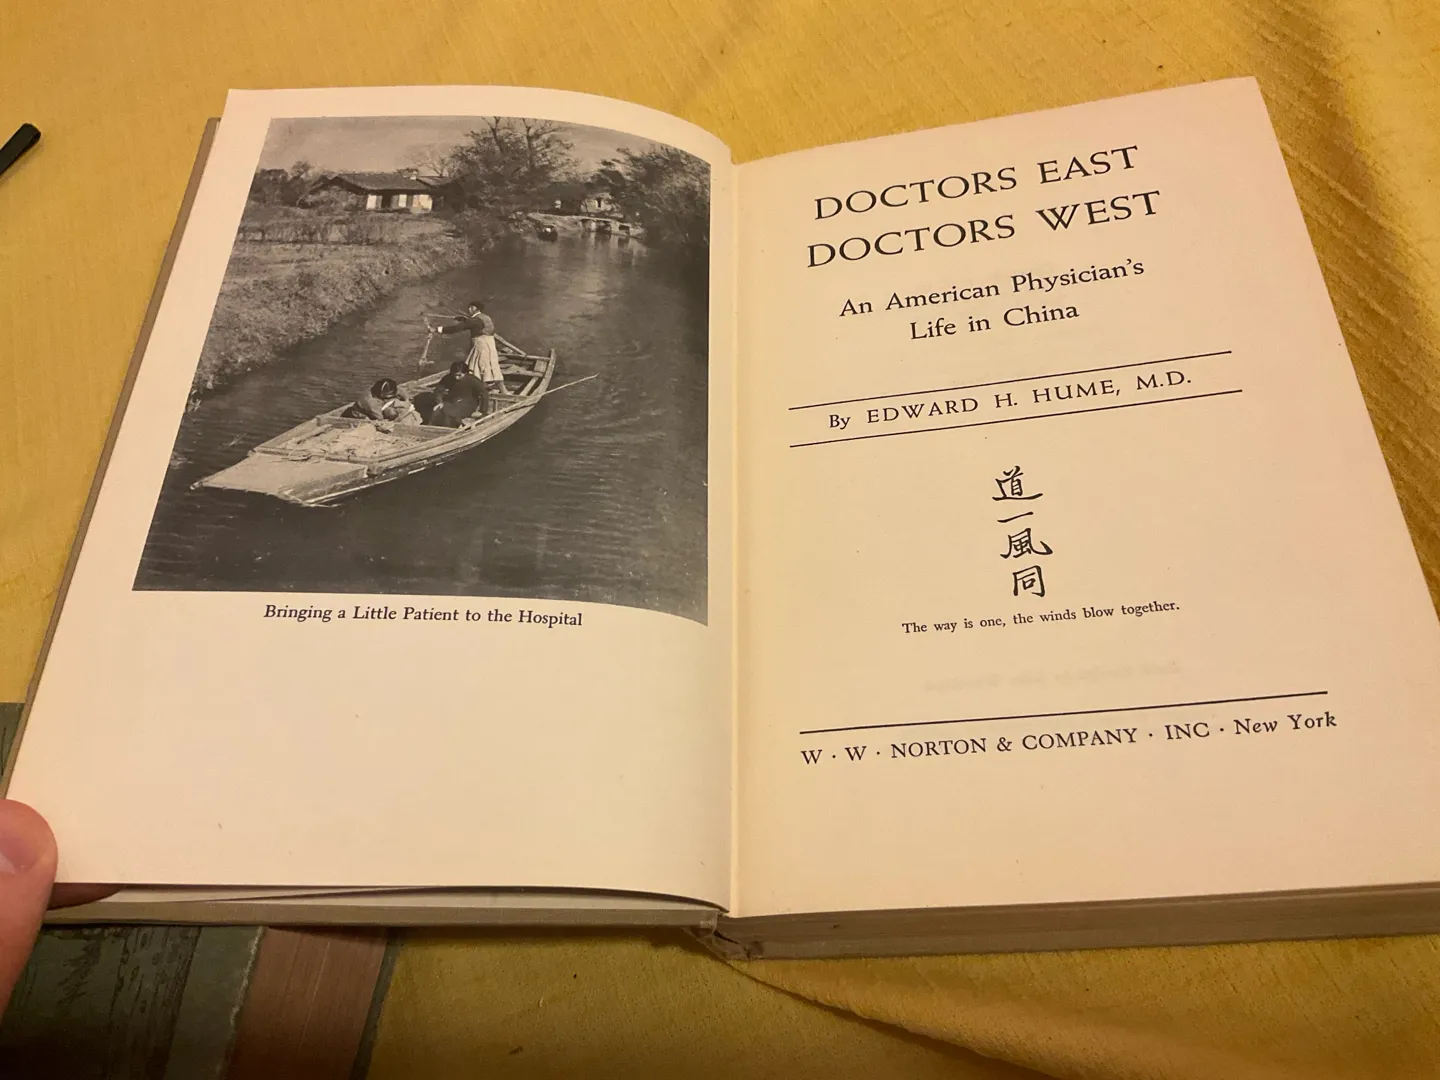 Bringing a Little Patient to the Hospital
DOCTORS EAST
DOCTORS WEST
An American Physician's
Life in China
By EDWARD H. HUME, M.D.
道
一
風
同
The way is one, the winds blow together.
W · W · NORTON & COMPANY · INC · New York